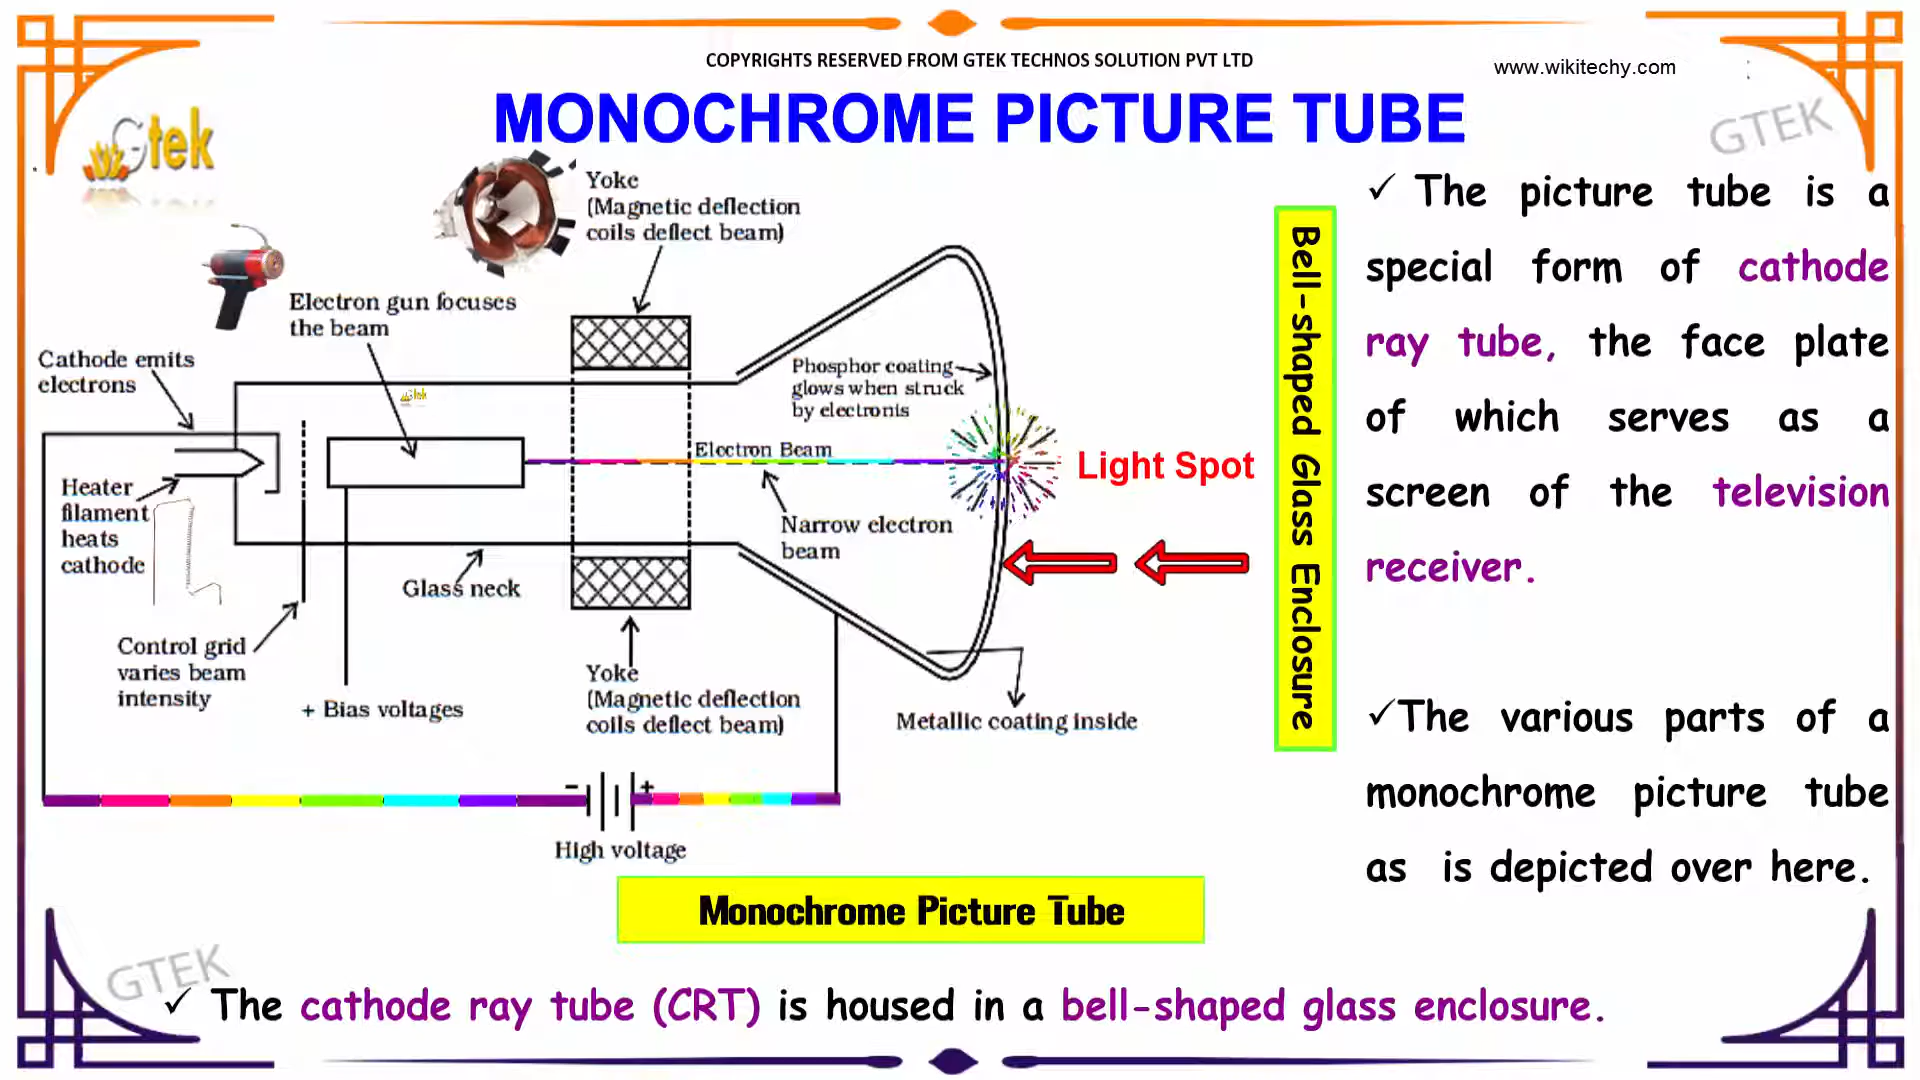 COPYRIGHTS RESERVED FROM GTEK TECHNOS SOLUTION PVT LTD
www.wikitechy.com
MONOCHROME PICTURE TUBE
GTEK
Gtek
Yoke
(Magnetic deflection
coils deflect beam)
Electron gun focuses
the beam
Cathode emits
electrons
Gtek
Phosphor coating
glows when struck
by electronis
Electron Beam
Light Spot
Heater
filament
heats
cathode
Narrow electron
beam
Glass neck
Control grid
varies beam
intensity
+ Bias voltages
Yoke
(Magnetic deflection
coils deflect beam)
Metallic coating inside
- +
High voltage
Bell-shaped Glass Enclosure
Monochrome Picture Tube
✓ The picture tube is a
special form of cathode
ray tube, the face plate
of which serves as a
screen of the television
receiver.
✓The various parts of a
monochrome picture tube
as is depicted over here.
GTEK
✓ The cathode ray tube (CRT) is housed in a bell-shaped glass enclosure.